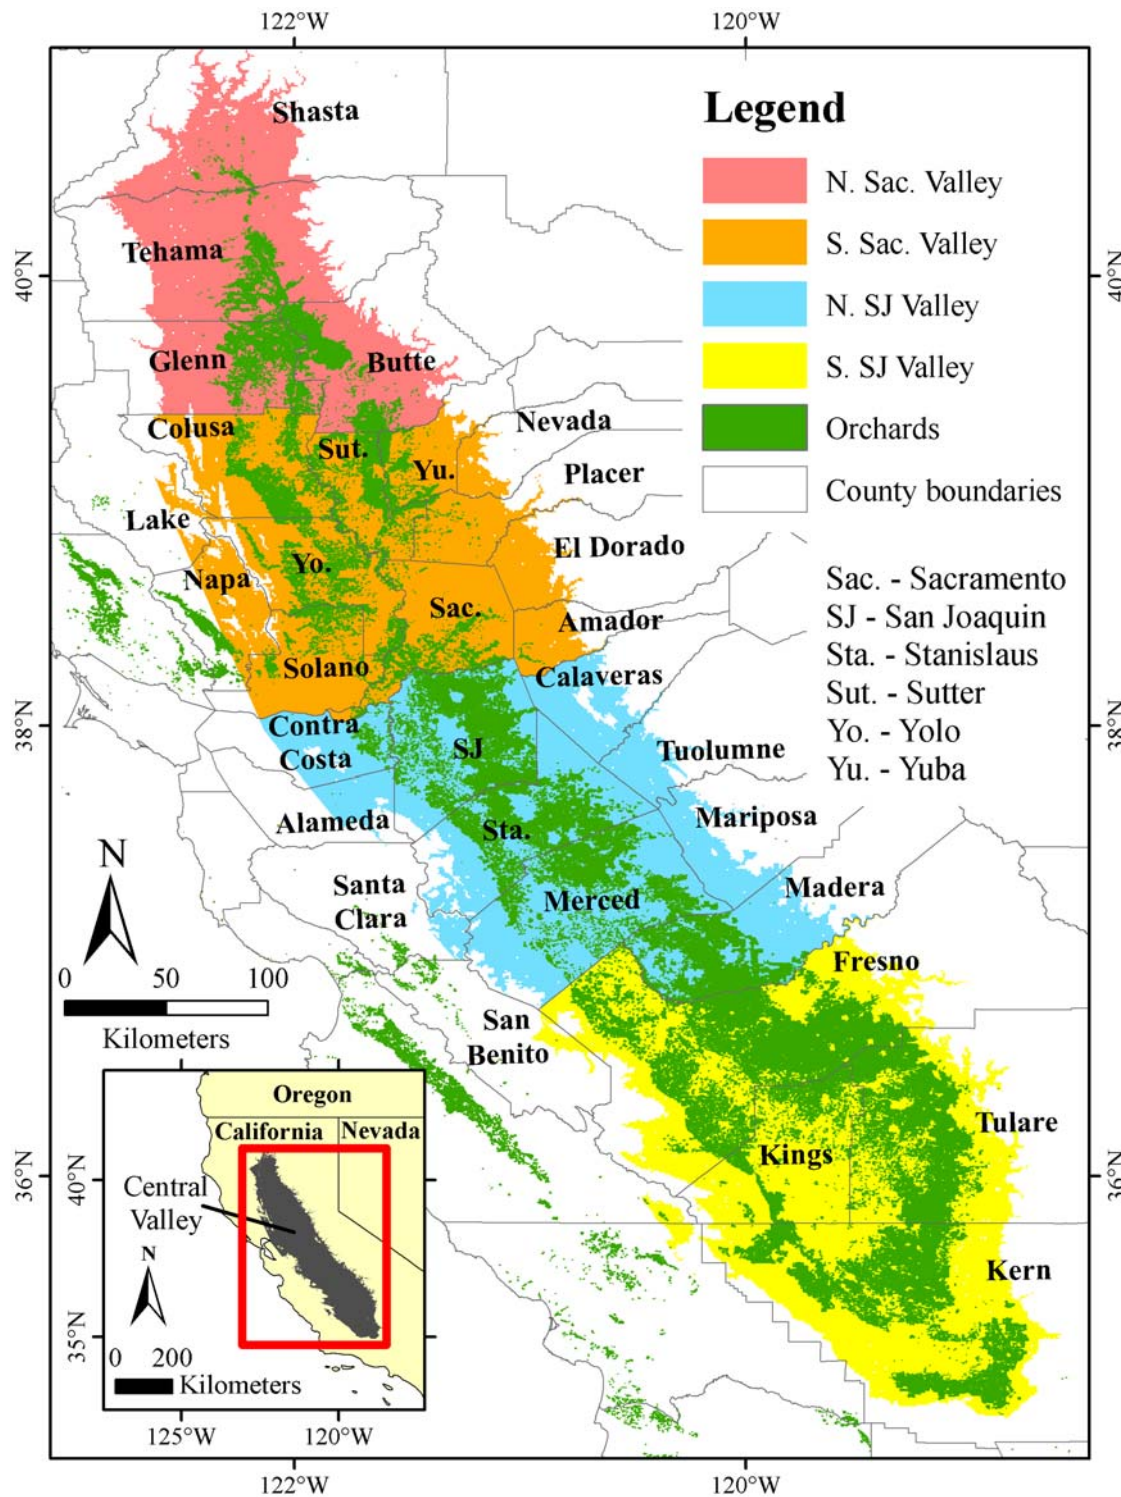 122°W
120°W
40°N
40°N
38°N
38°N
36°N
36°N
122°W
120°W
Legend
N. Sac. Valley
S. Sac. Valley
N. SJ Valley
S. SJ Valley
Orchards
County boundaries
Sac. - Sacramento
SJ - San Joaquin
Sta. - Stanislaus
Sut. - Sutter
Yo. - Yolo
Yu. - Yuba
Shasta
Tehama
Glenn
Butte
Colusa
Sut.
Yu.
Nevada
Placer
Lake
El Dorado
Napa
Yo.
Sac.
Amador
Solano
Calaveras
Contra
Costa
SJ
Tuolumne
Alameda
Sta.
Mariposa
Santa
Clara
Merced
Madera
Fresno
San
Benito
Tulare
Kings
Kern
N
0 50 100
Kilometers
Oregon
California
Nevada
Central
Valley
N
0 200
Kilometers
40°N
35°N
125°W
120°W